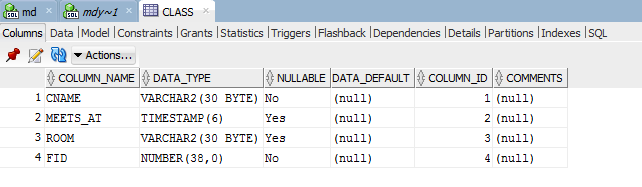 md mdy~1 CLASS
Columns Data Model Constraints Grants Statistics Triggers Flashback Dependencies Details Partitions Indexes SQL
Actions...
COLUMN_NAME DATA_TYPE NULLABLE DATA_DEFAULT COLUMN_ID COMMENTS
1 CNAME VARCHAR2(30 BYTE) No (null) 1 (null)
2 MEETS_AT TIMESTAMP(6) Yes (null) 2 (null)
3 ROOM VARCHAR2(30 BYTE) Yes (null) 3 (null)
4 FID NUMBER(38,0) No (null) 4 (null)